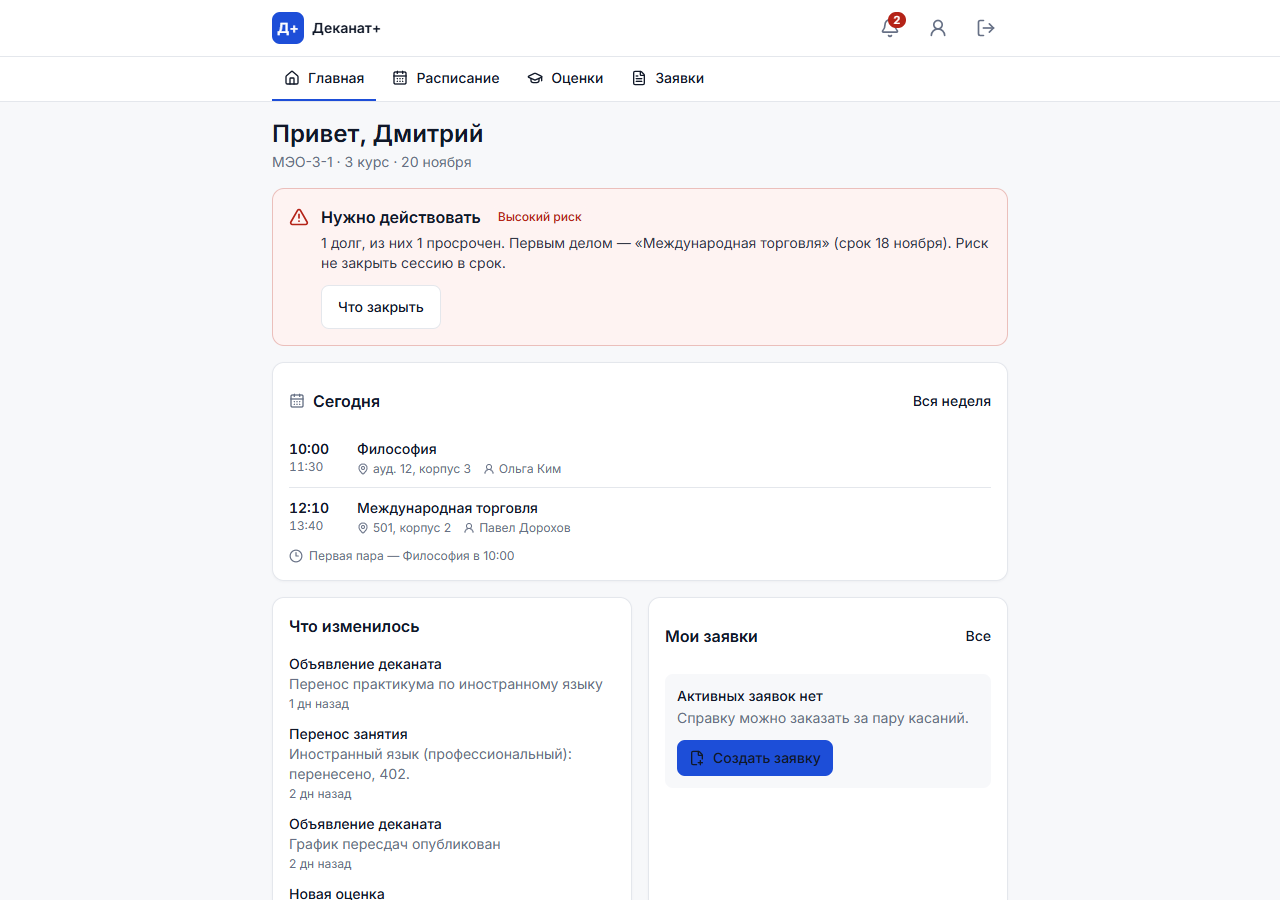 Д+ Деканат+
2
Главная Расписание Оценки Заявки
Привет, Дмитрий
МЭО-3-1 · 3 курс · 20 ноября
Нужно действовать Высокий риск
1 долг, из них 1 просрочен. Первым делом — «Международная торговля» (срок 18 ноября). Риск
не закрыть сессию в срок.
Что закрыть
Сегодня Вся неделя
10:00 Философия
11:30 ауд. 12, корпус 3 Ольга Ким
12:10 Международная торговля
13:40 501, корпус 2 Павел Дорохов
Первая пара — Философия в 10:00
Что изменилось
Объявление деканата
Перенос практикума по иностранному языку
1 дн назад
Перенос занятия
Иностранный язык (профессиональный):
перенесено, 402.
2 дн назад
Объявление деканата
График пересдач опубликован
2 дн назад
Новая оценка
Мои заявки Все
Активных заявок нет
Справку можно заказать за пару касаний.
Создать заявку